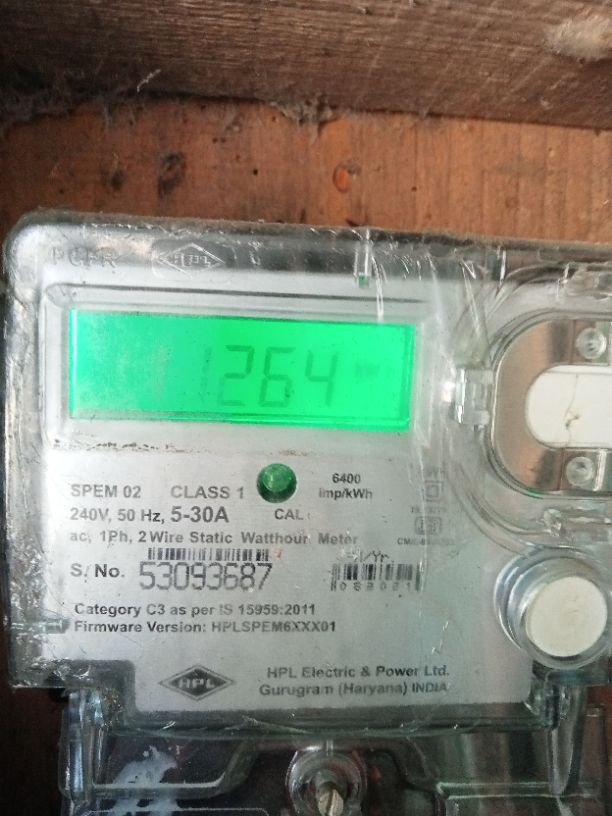 1264
SPEM 02 CLASS 1
6400
imp/kWh
240V, 50 Hz, 5-30A
CAL
ac, 1Ph, 2 Wire Static Watthour Meter
S. No. 53093687
082021
Category C3 as per IS 15959:2011
Firmware Version: HPLSPEM6XXX01
HPL
HPL Electric & Power Ltd.
Gurugram (Haryana) INDIA